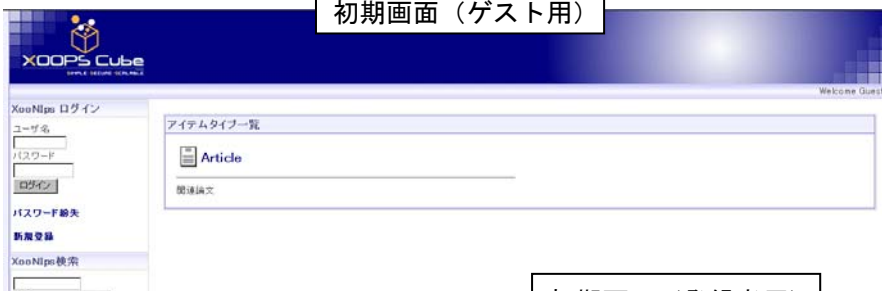 初期画面（ゲスト用）
XOOPS Cube
SIMPLE SECURE SCALABLE
Welcome Guest
XooNIps ログイン
ユーザ名
パスワード
ログイン
パスワード紛失
新規登録
XooNIps検索
アイテムタイプ一覧
Article
関連論文